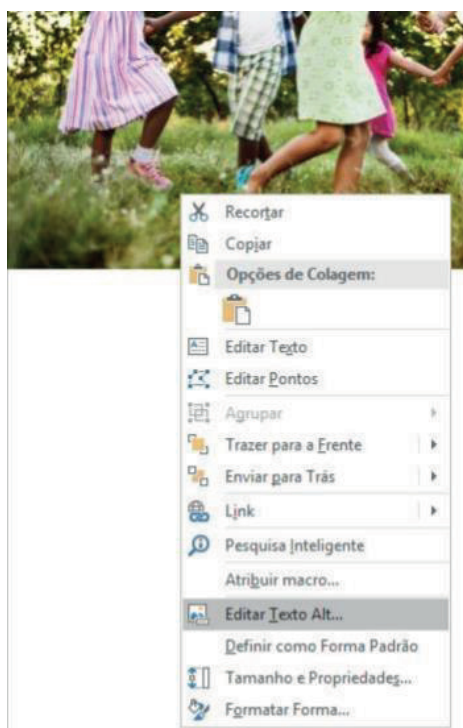 Recortar
Copiar
Opções de Colagem:
Editar Texto
Editar Pontos
Agrupar
Trazer para a Frente
Enviar para Trás
Link
Pesquisa Inteligente
Atribuir macro...
Editar Texto Alt...
Definir como Forma Padrão
Tamanho e Propriedades...
Formatar Forma...